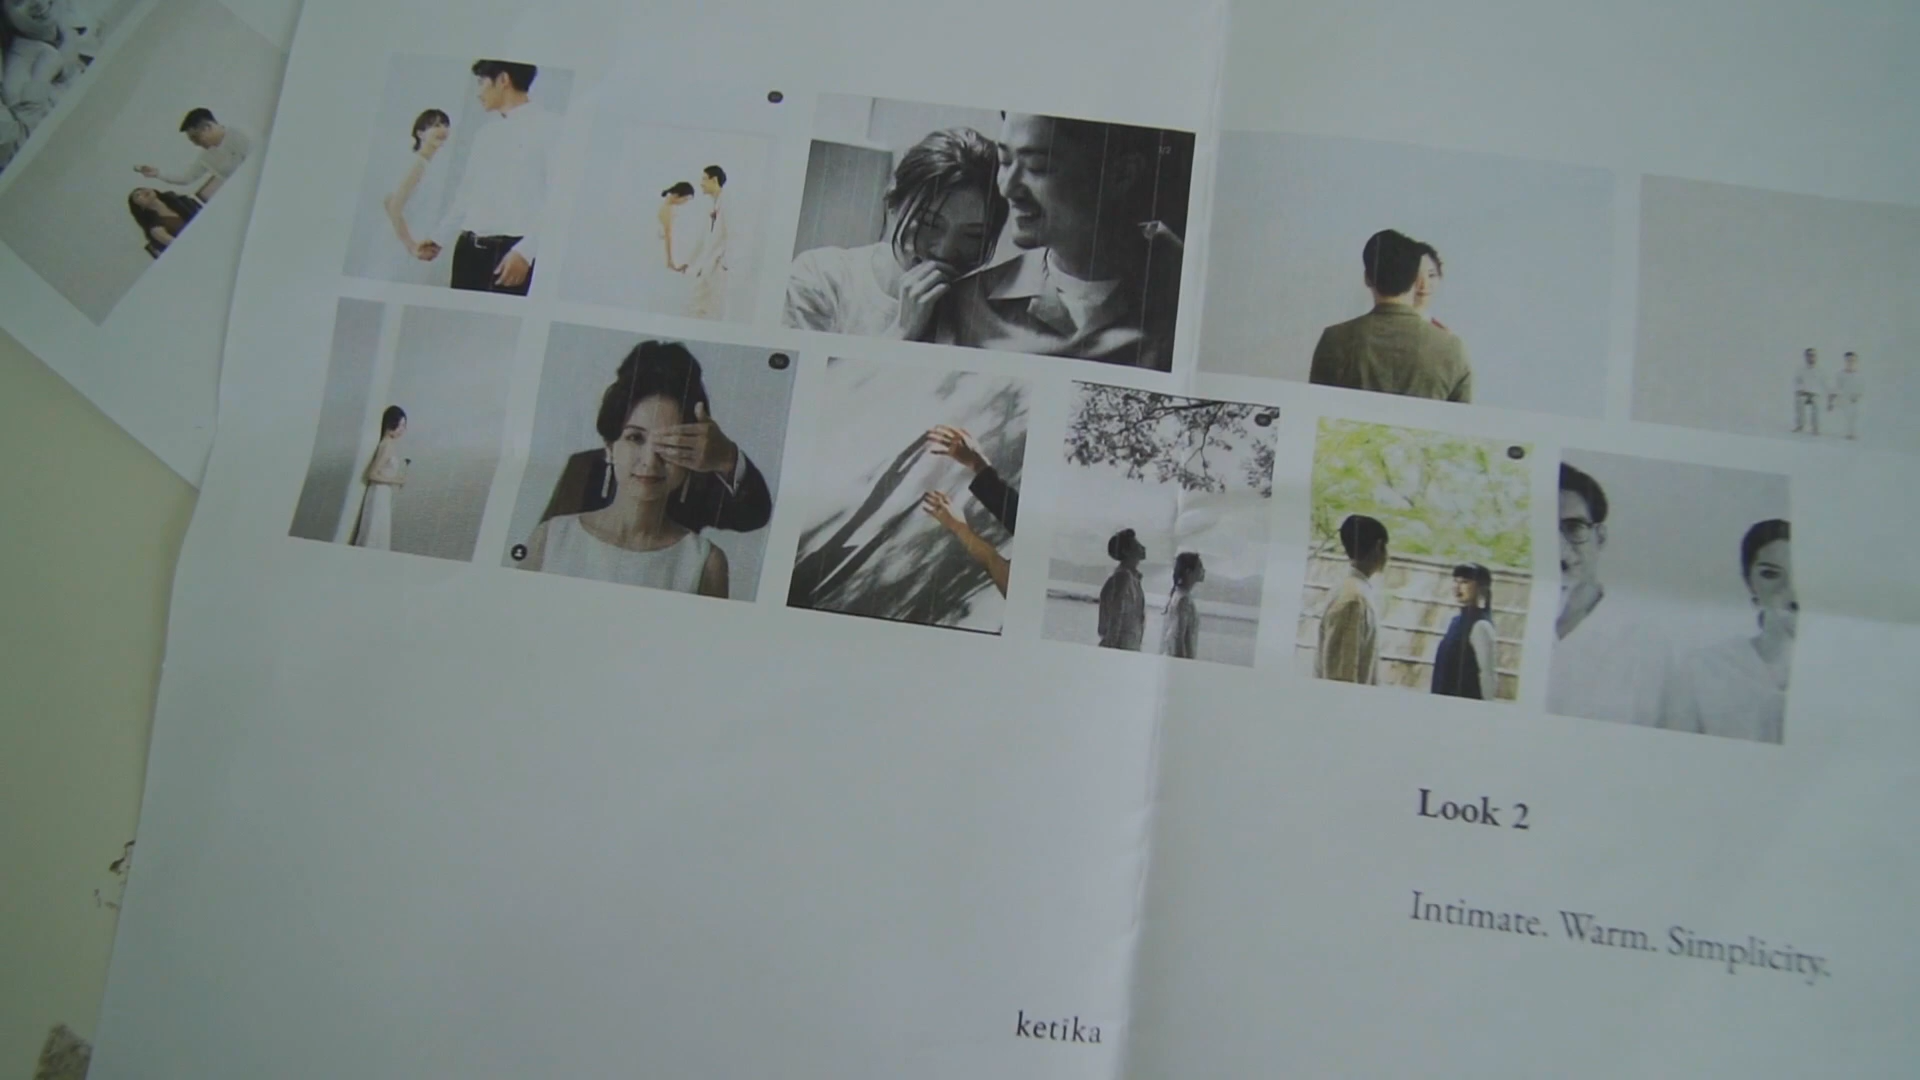 Look 2
Intimate. Warm. Simplicity.
ketika